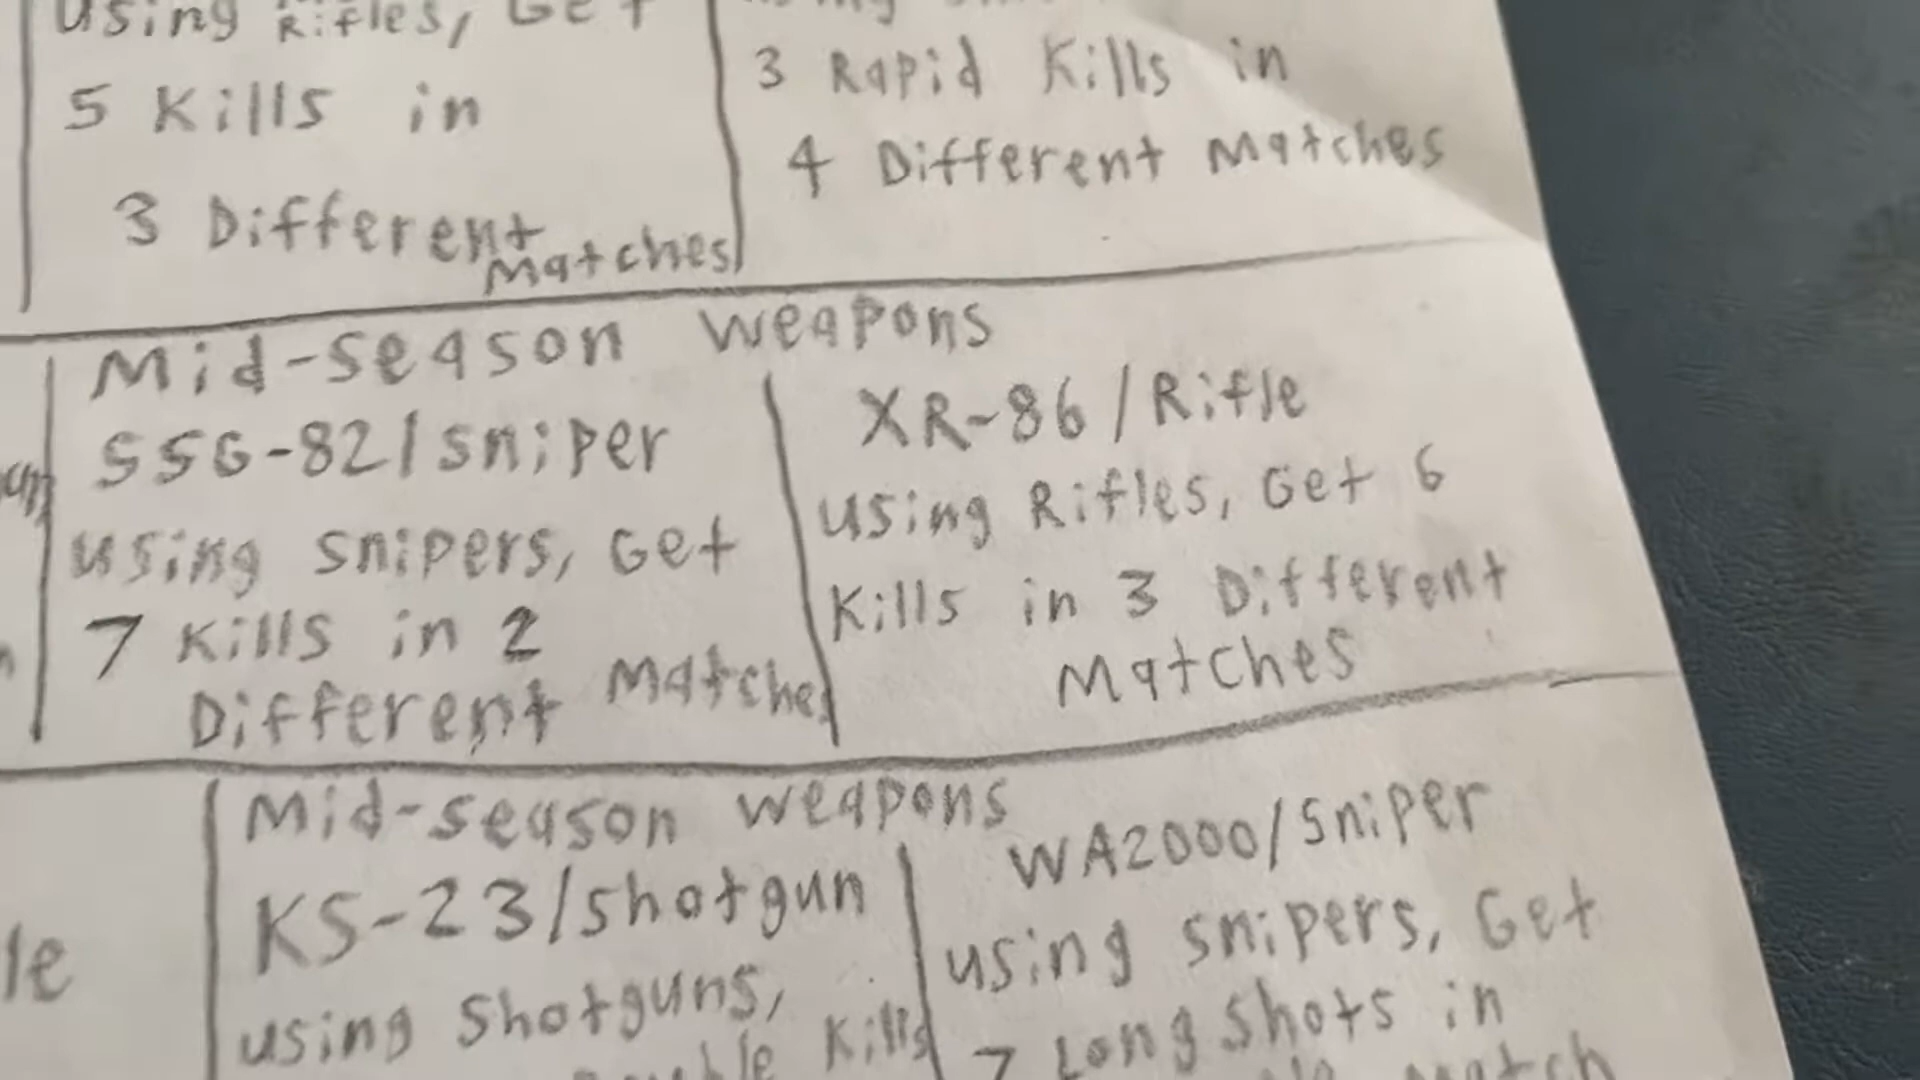 using Rifles, Get
5 Kills in
3 Different
Matches
3 Rapid Kills in
4 Different Matches
Mid-season weapons
SSG-82/sniper
using snipers, Get
7 Kills in 2
Different Matches
XR-86/Rifle
using Rifles, Get 6
Kills in 3 Different
Matches
Mid-season weapons
KS-23/shotgun
using shotguns,
Kills
WA2000/sniper
using snipers, Get
7 Long shots in
Match
le